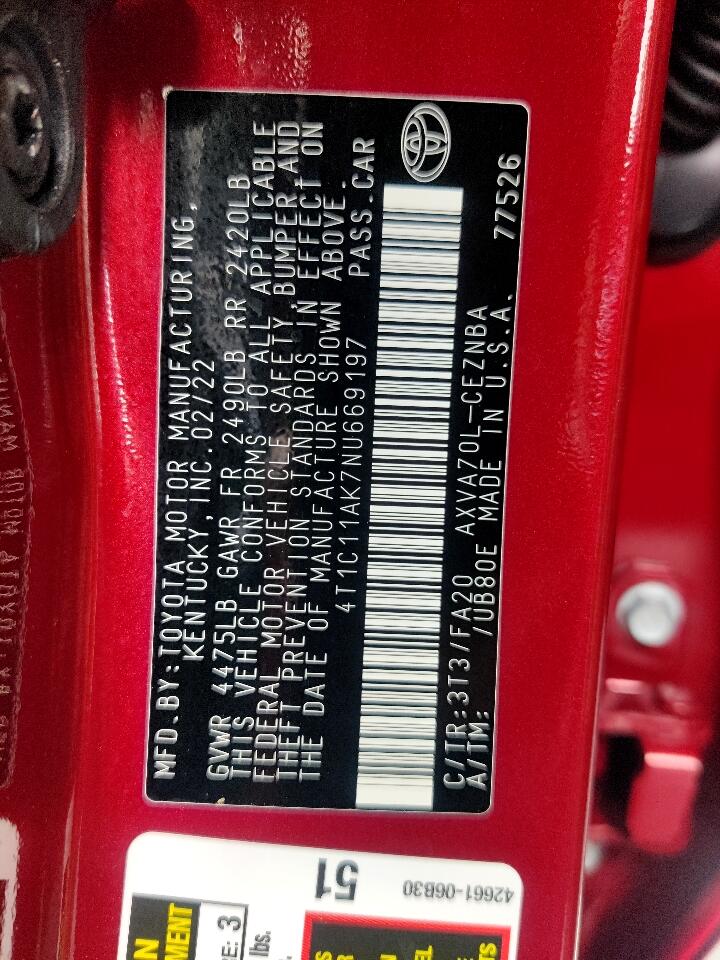 MFD.BY:TOYOTA MOTOR MANUFACTURING,
KENTUCKY, INC. 02/22
GVWR 4475LB GAWR FR 2490LB RR 2420LB
THIS VEHICLE CONFORMS TO ALL APPLICABLE
FEDERAL MOTOR VEHICLE SAFETY, BUMPER, AND
THEFT PREVENTION STANDARDS IN EFFECT ON
THE DATE OF MANUFACTURE SHOWN ABOVE.
4T1C11AK7NU669197 PASS.CAR
C/TR:3T3/FA20 AXVA70L-CEZNBA
A/TM: /UB80E MADE IN U.S.A. 77526
51
42661-06B30
3
lbs.